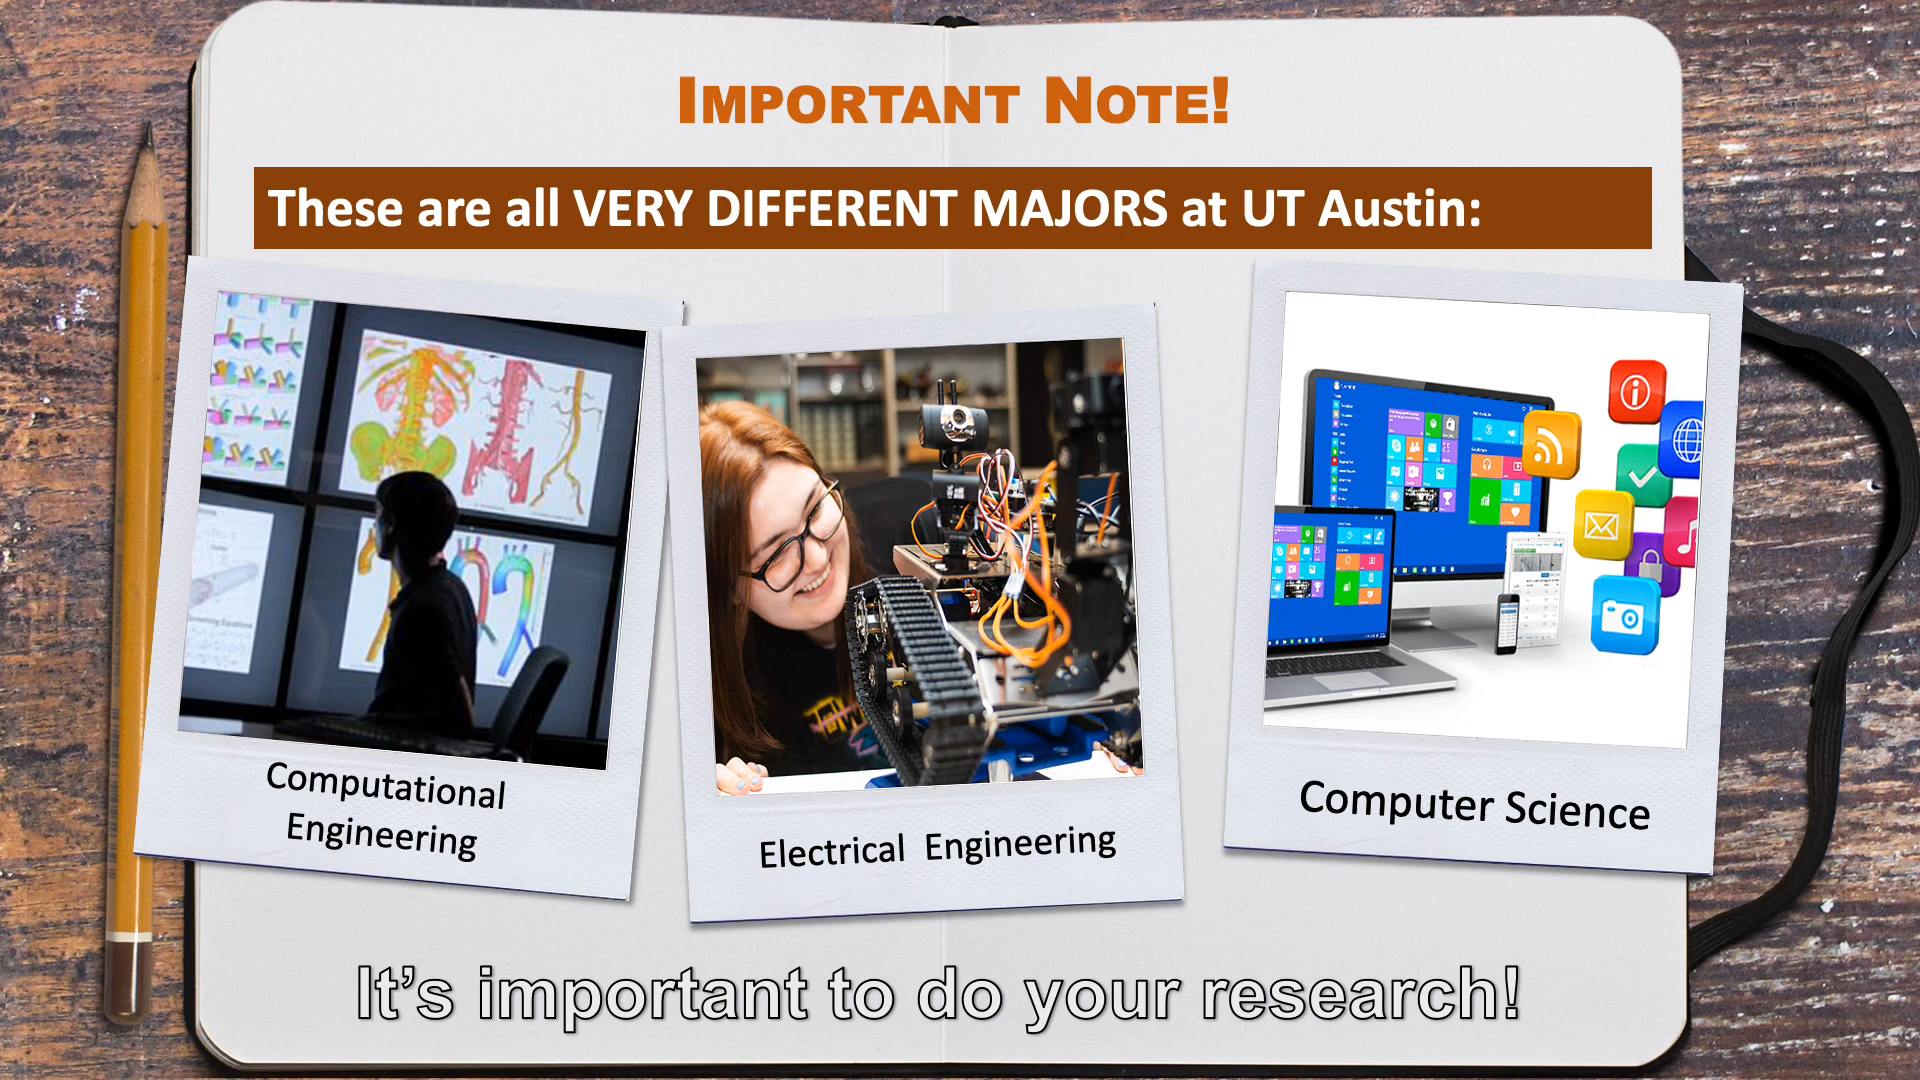 IMPORTANT NOTE!
These are all VERY DIFFERENT MAJORS at UT Austin:
Computational
Engineering
Electrical Engineering
Computer Science
It's important to do your research!